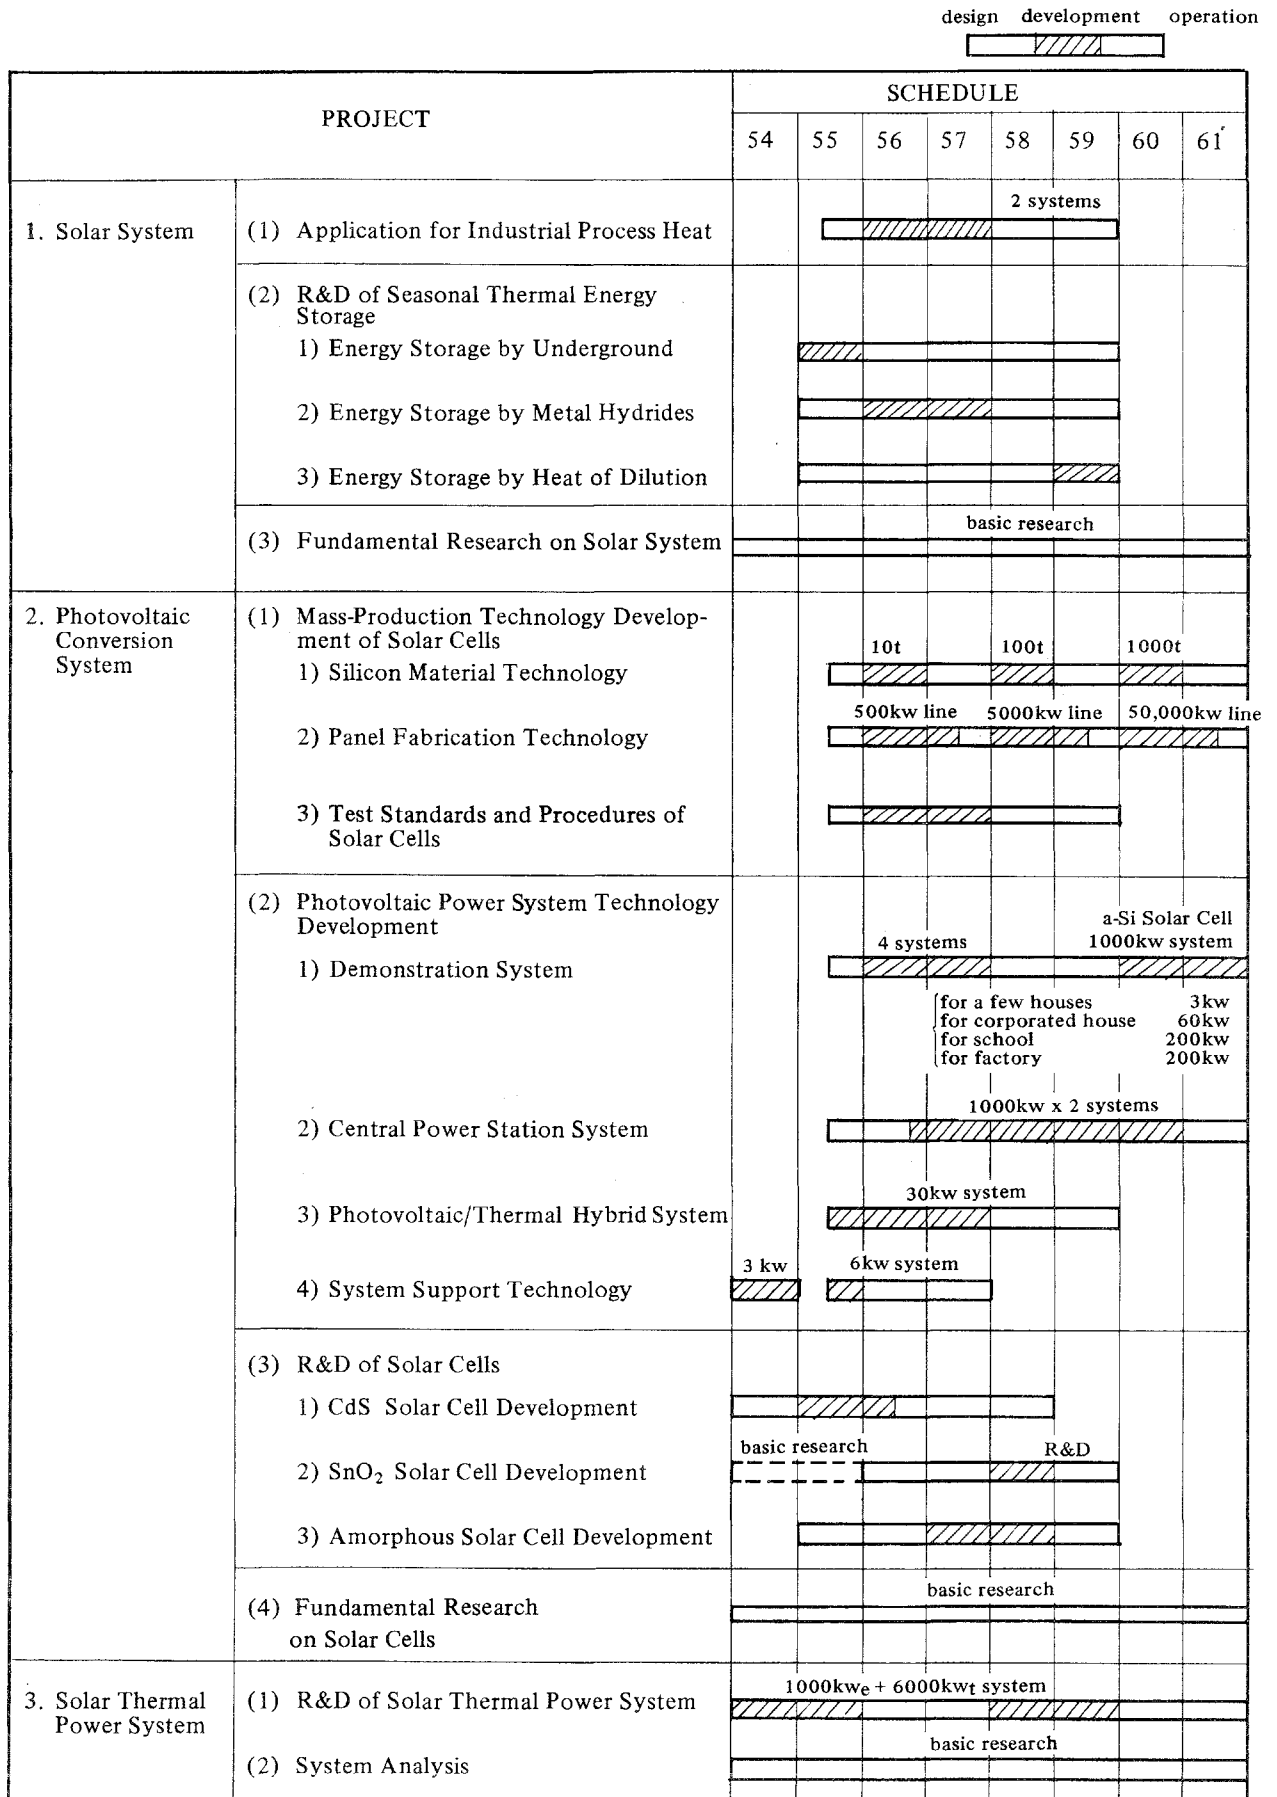 design development operation
PROJECT
SCHEDULE
54 55 56 57 58 59 60 61
2 systems
1. Solar System (1) Application for Industrial Process Heat
(2) R&D of Seasonal Thermal Energy
Storage
1) Energy Storage by Underground
2) Energy Storage by Metal Hydrides
3) Energy Storage by Heat of Dilution
basic research
(3) Fundamental Research on Solar System
2. Photovoltaic
Conversion
System
(1) Mass-Production Technology Develop-
ment of Solar Cells
10t 100t 1000t
1) Silicon Material Technology
500kw line 5000kw line 50,000kw line
2) Panel Fabrication Technology
3) Test Standards and Procedures of
Solar Cells
(2) Photovoltaic Power System Technology
Development
a-Si Solar Cell
4 systems 1000kw system
1) Demonstration System
for a few houses 3kw
for corporated house 60kw
for school 200kw
for factory 200kw
1000kw x 2 systems
2) Central Power Station System
30kw system
3) Photovoltaic/Thermal Hybrid System
3 kw 6kw system
4) System Support Technology
(3) R&D of Solar Cells
1) CdS Solar Cell Development
basic research R&D
2) SnO₂ Solar Cell Development
3) Amorphous Solar Cell Development
basic research
(4) Fundamental Research
on Solar Cells
3. Solar Thermal
Power System
1000kwe + 6000kwt system
(1) R&D of Solar Thermal Power System
basic research
(2) System Analysis